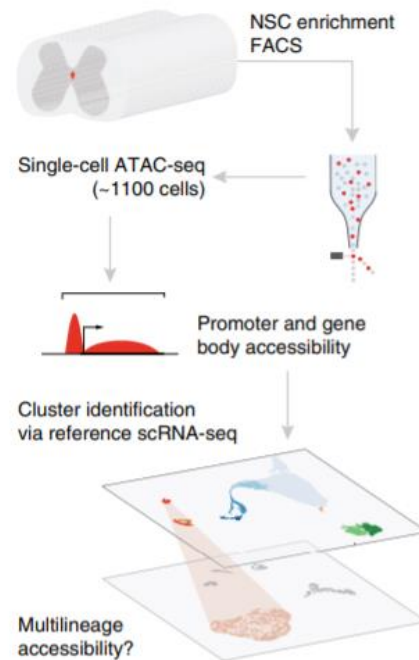 NSC enrichment
FACS
Single-cell ATAC-seq
(~1100 cells)
Promoter and gene
body accessibility
Cluster identification
via reference scRNA-seq
Multilineage
accessibility?